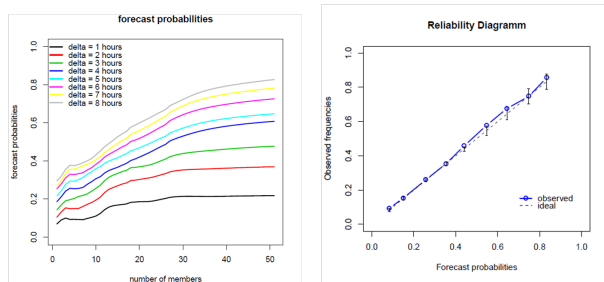 forecast probabilities
forecast probabilities
1.0
0.8
0.6
0.4
0.2
0.0
delta = 1 hours
delta = 2 hours
delta = 3 hours
delta = 4 hours
delta = 5 hours
delta = 6 hours
delta = 7 hours
delta = 8 hours
0 10 20 30 40 50
number of members
Reliability Diagramm
Observed frequencies
1.0
0.8
0.6
0.4
0.2
0.0
observed
ideal
0.0 0.2 0.4 0.6 0.8 1.0
Forecast probabilities